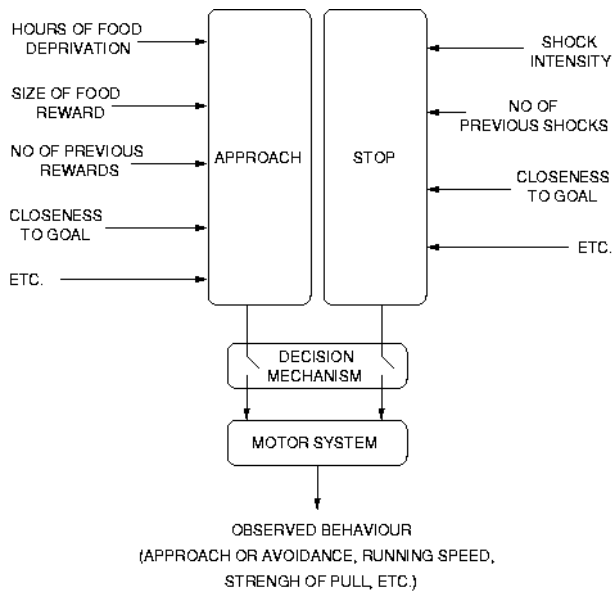 HOURS OF FOOD
DEPRIVATION
SIZE OF FOOD
REWARD
NO OF PREVIOUS
REWARDS
CLOSENESS
TO GOAL
ETC.
APPROACH
STOP
SHOCK
INTENSITY
NO OF
PREVIOUS SHOCKS
CLOSENESS
TO GOAL
ETC.
DECISION
MECHANISM
MOTOR SYSTEM
OBSERVED BEHAVIOUR
(APPROACH OR AVOIDANCE, RUNNING SPEED,
STRENGH OF PULL, ETC.)